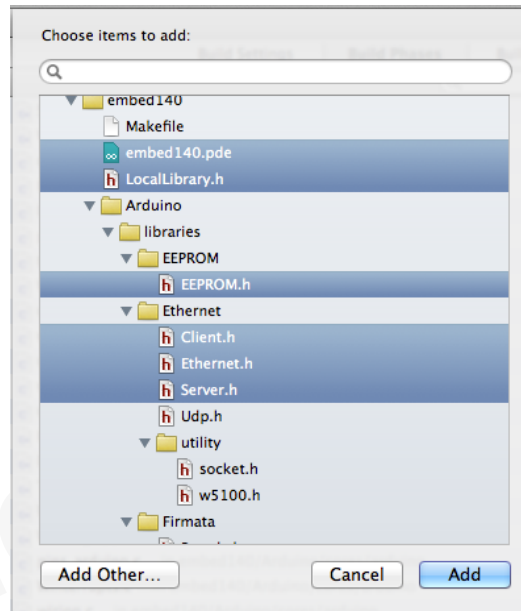 Choose items to add:
embed140
Makefile
embed140.pde
h LocalLibrary.h
Arduino
libraries
EEPROM
h EEPROM.h
Ethernet
h Client.h
h Ethernet.h
h Server.h
h Udp.h
utility
h socket.h
h w5100.h
Firmata
Add Other...
Cancel
Add